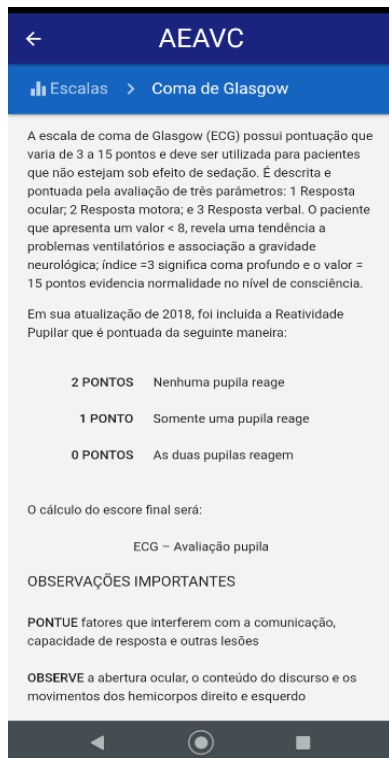 AEAVC
Escalas > Coma de Glasgow
A escala de coma de Glasgow (ECG) possui pontuação que
varia de 3 a 15 pontos e deve ser utilizada para pacientes
que não estejam sob efeito de sedação. É descrita e
pontuada pela avaliação de três parâmetros: 1 Resposta
ocular; 2 Resposta motora; e 3 Resposta verbal. O paciente
que apresenta um valor < 8, revela uma tendência a
problemas ventilatórios e associação a gravidade
neurológica; índice =3 significa coma profundo e o valor =
15 pontos evidencia normalidade no nível de consciência.
Em sua atualização de 2018, foi incluída a Reatividade
Pupilar que é pontuada da seguinte maneira:
2 PONTOS Nenhuma pupila reage
1 PONTO Somente uma pupila reage
0 PONTOS As duas pupilas reagem
O cálculo do escore final será:
ECG – Avaliação pupila
OBSERVAÇÕES IMPORTANTES
PONTUE fatores que interferem com a comunicação,
capacidade de resposta e outras lesões
OBSERVE a abertura ocular, o conteúdo do discurso e os
movimentos dos hemicorpos direito e esquerdo